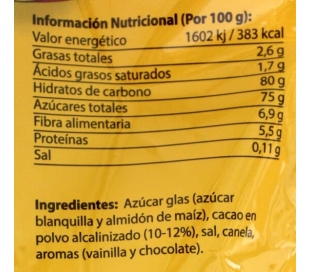 Información Nutricional (Por 100 g):
Valor energético 1602 kj / 383 kcal
Grasas totales 2,6 g
Ácidos grasos saturados 1,7 g
Hidratos de carbono 80 g
Azúcares totales 75 g
Fibra alimentaria 6,9 g
Proteínas 5,5 g
Sal 0,11 g
Ingredientes: Azúcar glas (azúcar
blanquilla y almidón de maíz), cacao en
polvo alcalinizado (10-12%), sal, canela,
aromas (vainilla y chocolate).